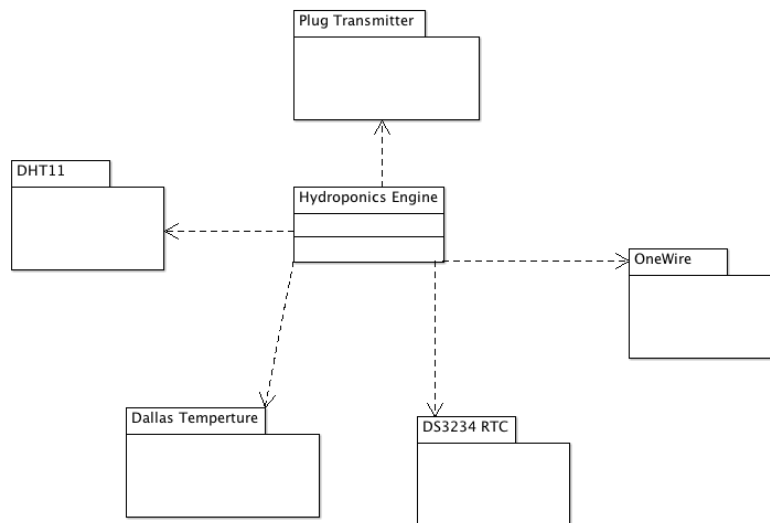 Plug Transmitter
DHT11
Hydroponics Engine
OneWire
Dallas Temperture
DS3234 RTC